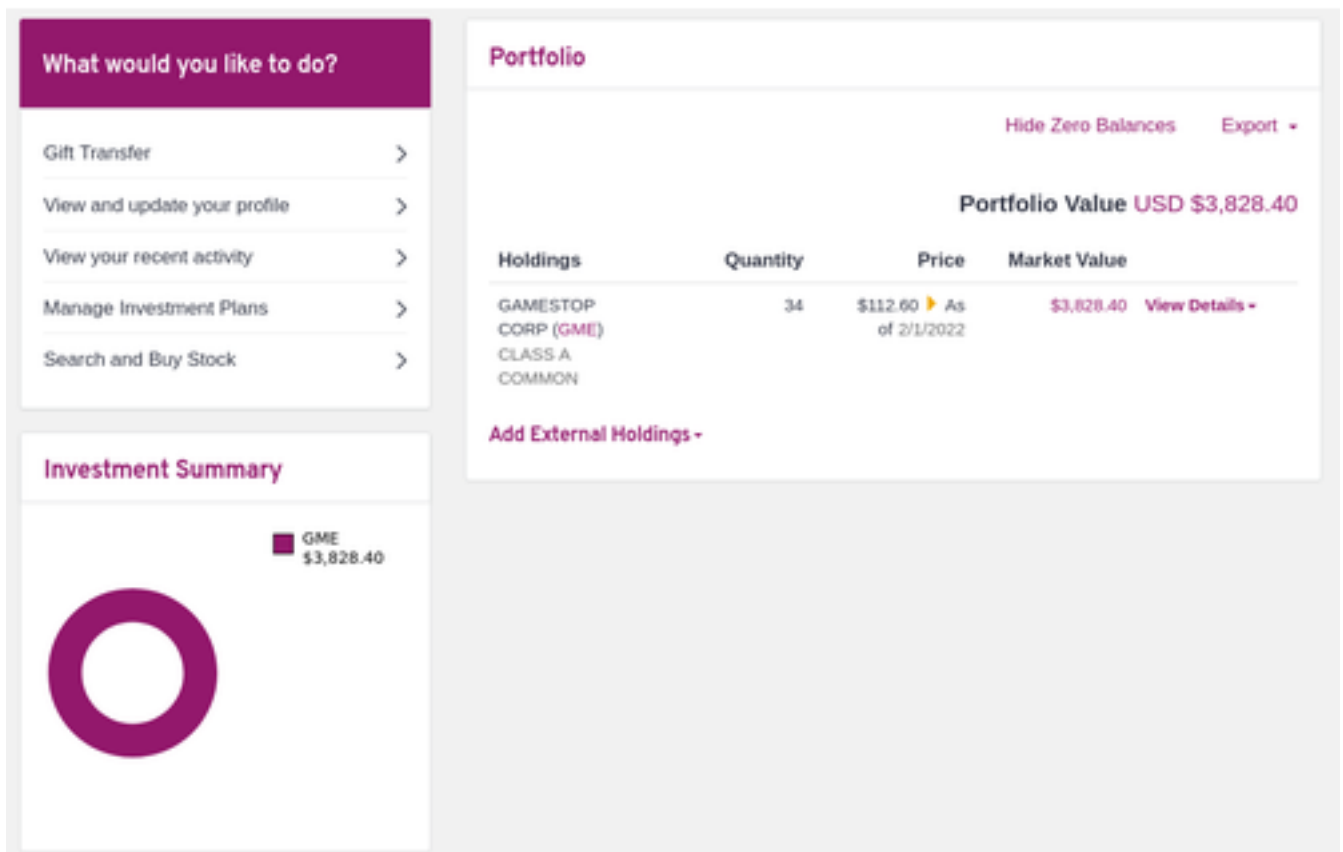 What would you like to do?
Gift Transfer
View and update your profile
View your recent activity
Manage Investment Plans
Search and Buy Stock
Investment Summary
GME
$3,828.40
Portfolio
Hide Zero Balances Export
Portfolio Value USD $3,828.40
Holdings Quantity Price Market Value
GAMESTOP 34 $112.60 As $3,828.40 View Details
CORP (GME) of 2/1/2022
CLASS A
COMMON
Add External Holdings